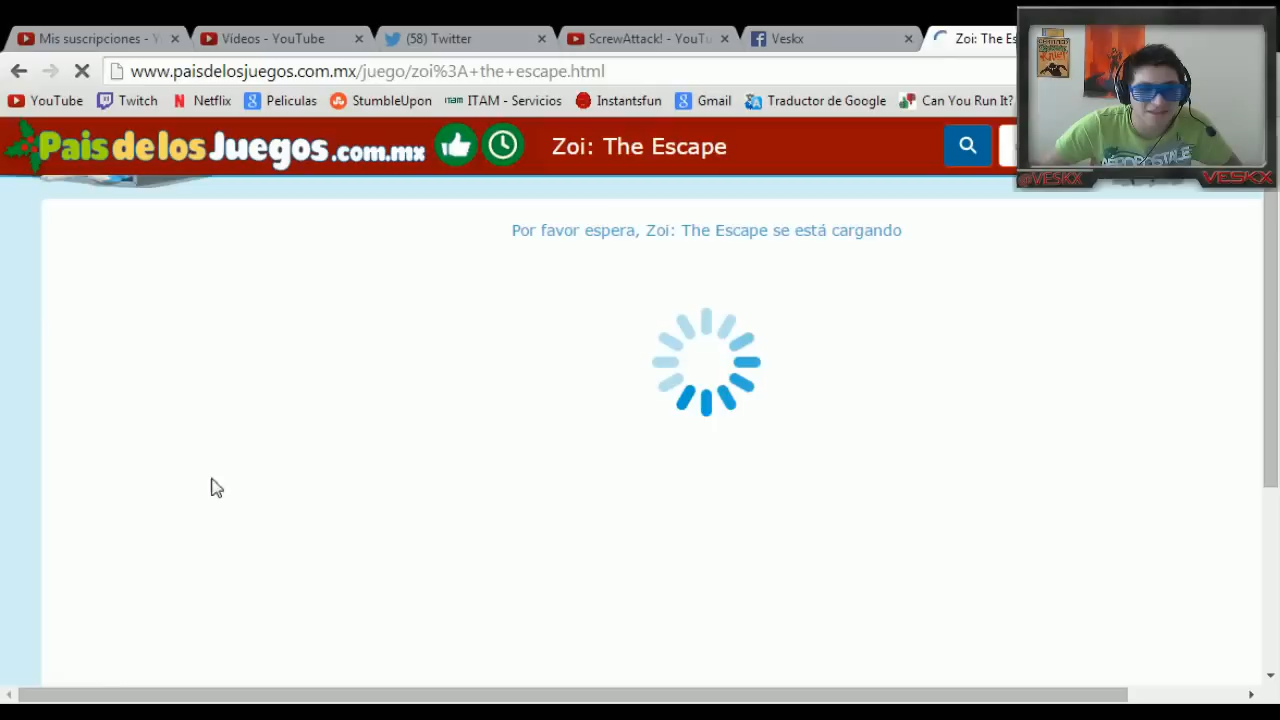 Mis suscripciones - Y
Videos - YouTube
(58) Twitter
ScrewAttack! - YouTu
Veskx
Zoi: The Es
www.paisdelosjuegos.com.mx/juego/zoi%3A+the+escape.html
YouTube
Twitch
Netflix
Peliculas
StumbleUpon
ITAM - Servicios
Instantsfun
Gmail
Traductor de Google
Can You Run It?
PaisdelosJuegos.com.mx
Zoi: The Escape
AÉROPOSTALE
@VESKX
VESKX
Por favor espera, Zoi: The Escape se está cargando